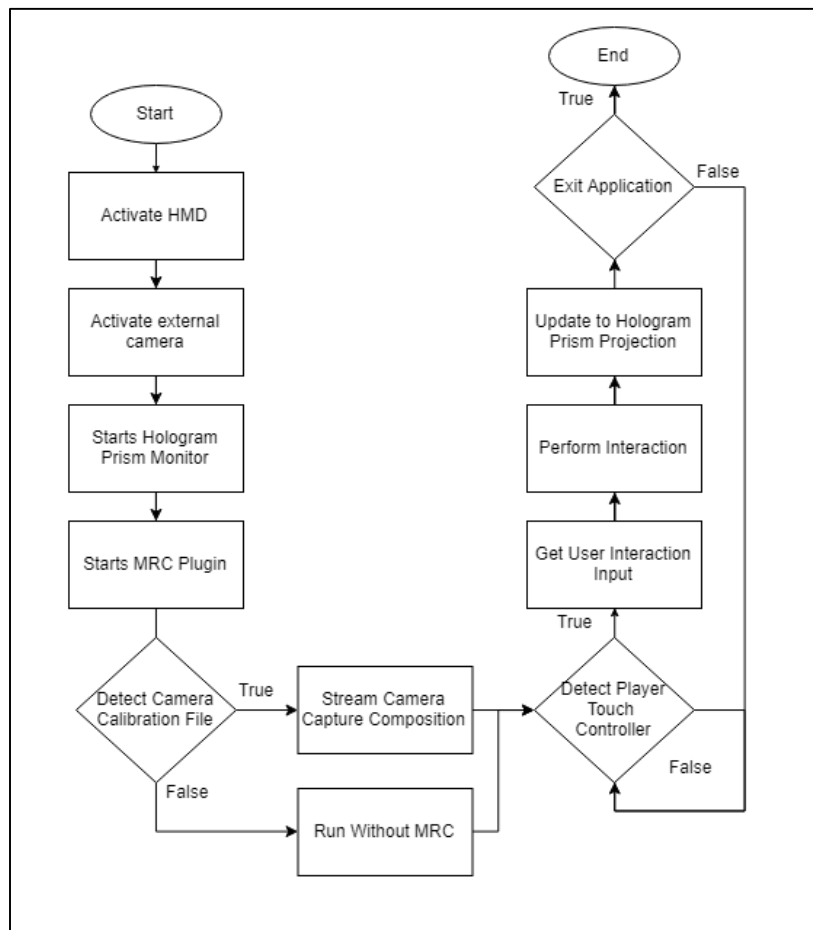 Start
Activate HMD
Activate external
camera
Starts Hologram
Prism Monitor
Starts MRC Plugin
Detect Camera
Calibration File
True
False
Stream Camera
Capture Composition
Run Without MRC
Detect Player
Touch
Controller
False
True
Get User Interaction
Input
Perform Interaction
Update to Hologram
Prism Projection
Exit Application
False
True
End